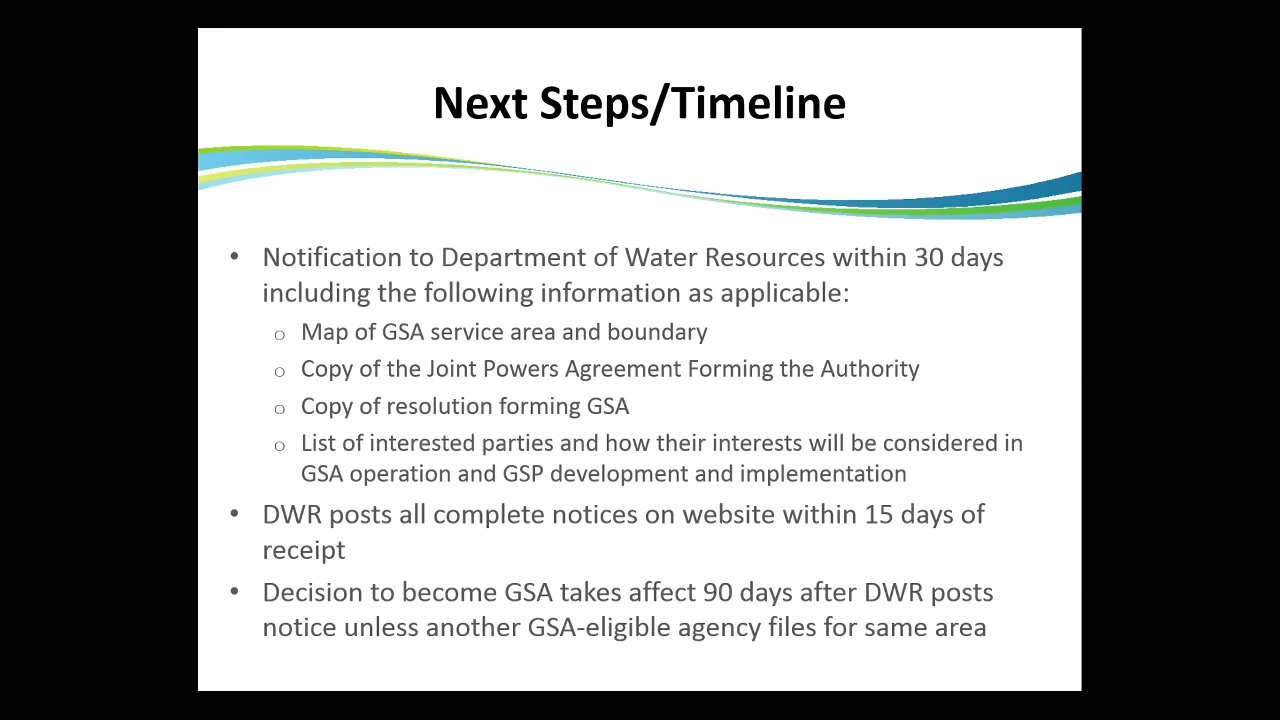 Next Steps/Timeline
• Notification to Department of Water Resources within 30 days
including the following information as applicable:
o Map of GSA service area and boundary
o Copy of the Joint Powers Agreement Forming the Authority
o Copy of resolution forming GSA
o List of interested parties and how their interests will be considered in
GSA operation and GSP development and implementation
• DWR posts all complete notices on website within 15 days of
receipt
• Decision to become GSA takes affect 90 days after DWR posts
notice unless another GSA-eligible agency files for same area